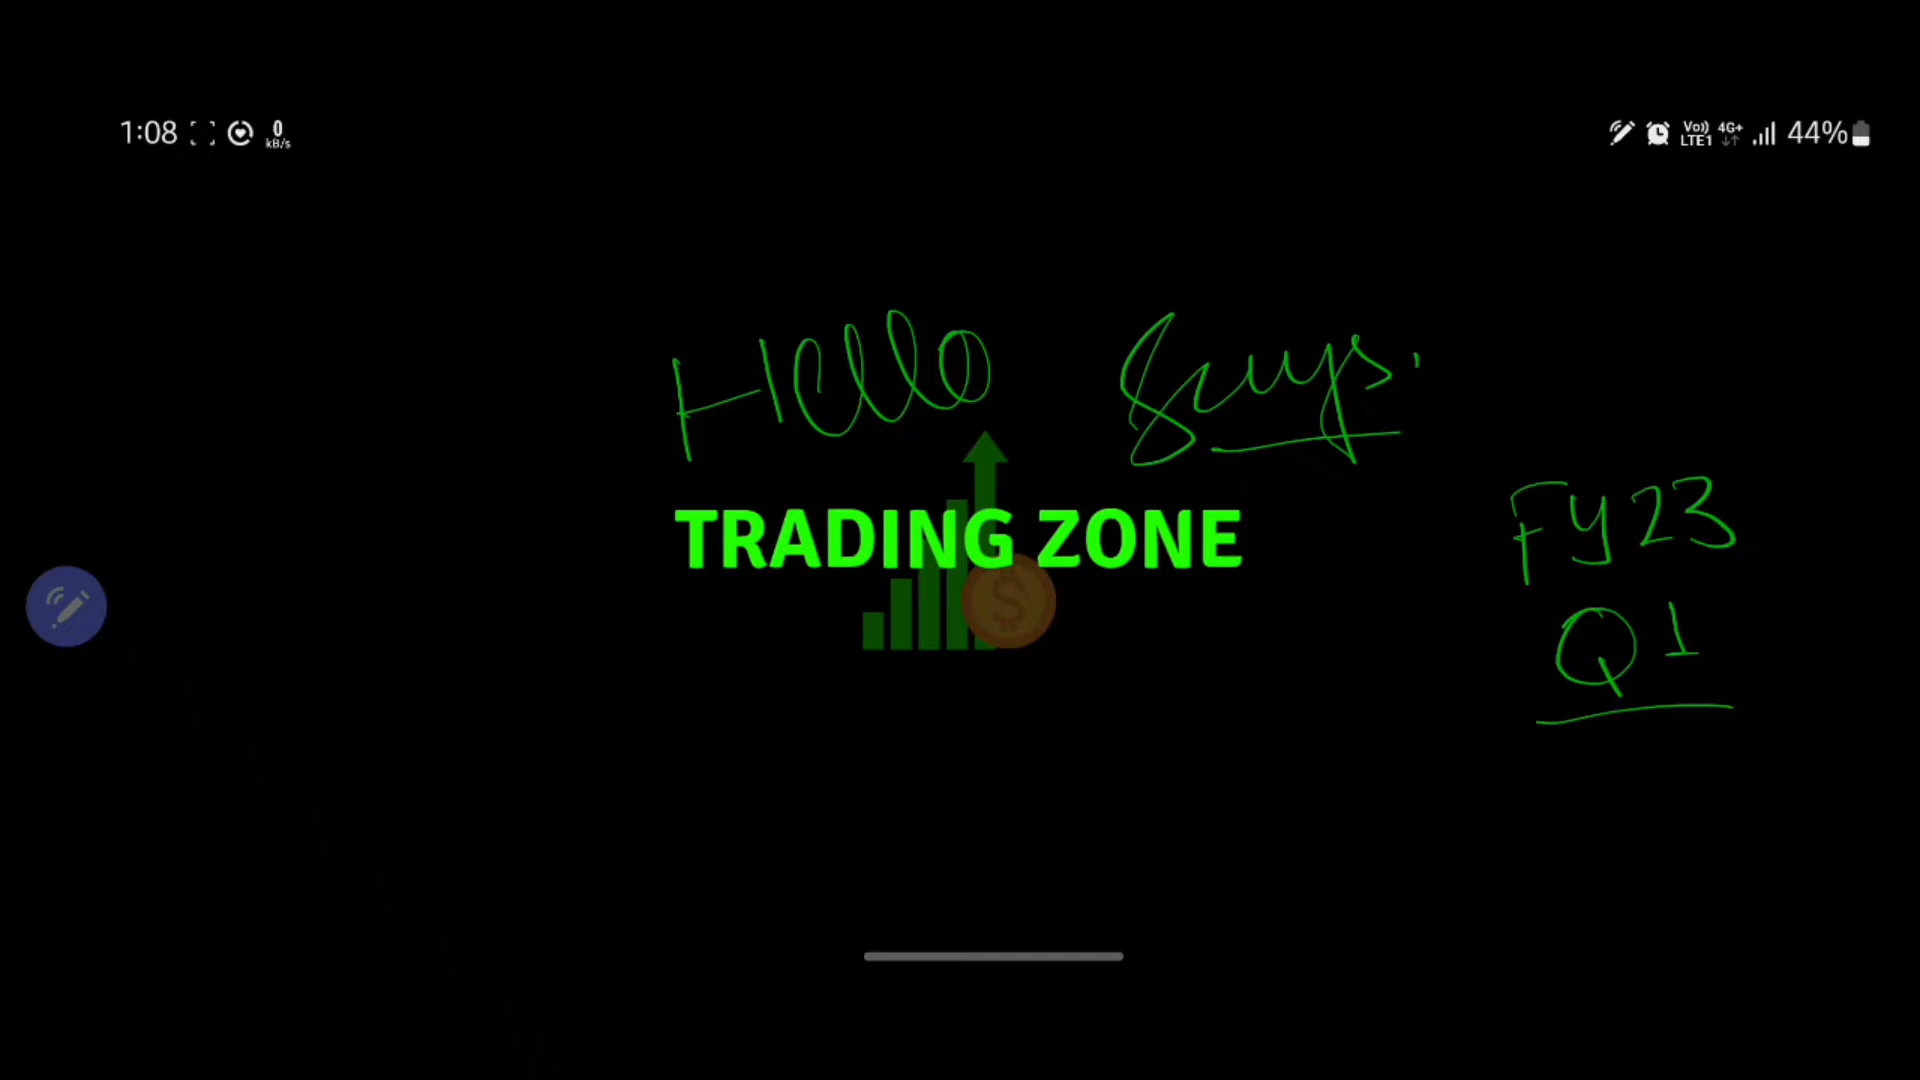 1:08 0 kB/s Vo)) LTE1 4G+ 44%
Hello Guys.
TRADING ZONE
$
FY23
Q1